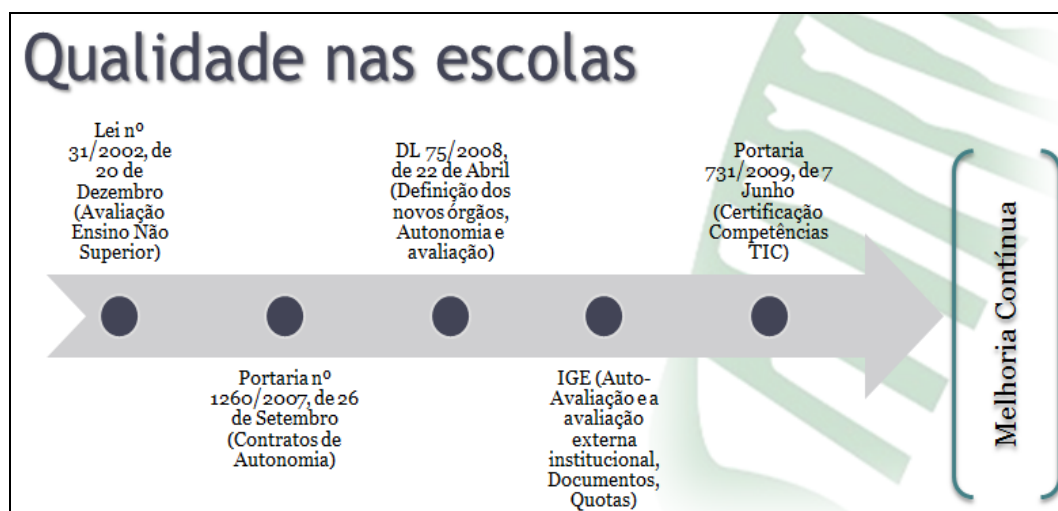 Qualidade nas escolas
Lei nº
31/2002, de
20 de
Dezembro
(Avaliação
Ensino Não
Superior)
Portaria nº
1260/2007, de 26
de Setembro
(Contratos de
Autonomia)
DL 75/2008,
de 22 de Abril
(Definição dos
novos órgãos,
Autonomia e
avaliação)
IGE (Auto-
Avaliação e a
avaliação
externa
institucional,
Documentos,
Quotas)
Portaria
731/2009, de 7
Junho
(Certificação
Competências
TIC)
Melhoria Contínua